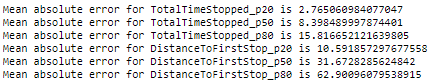 Mean absolute error for TotalTimeStopped_p20 is 2.765060984077047
Mean absolute error for TotalTimeStopped_p50 is 8.398489997874401
Mean absolute error for TotalTimeStopped_p80 is 15.816652121639805
Mean absolute error for DistanceToFirstStop_p20 is 10.591857297677558
Mean absolute error for DistanceToFirstStop_p50 is 31.6728285624842
Mean absolute error for DistanceToFirstStop_p80 is 62.90096079538915